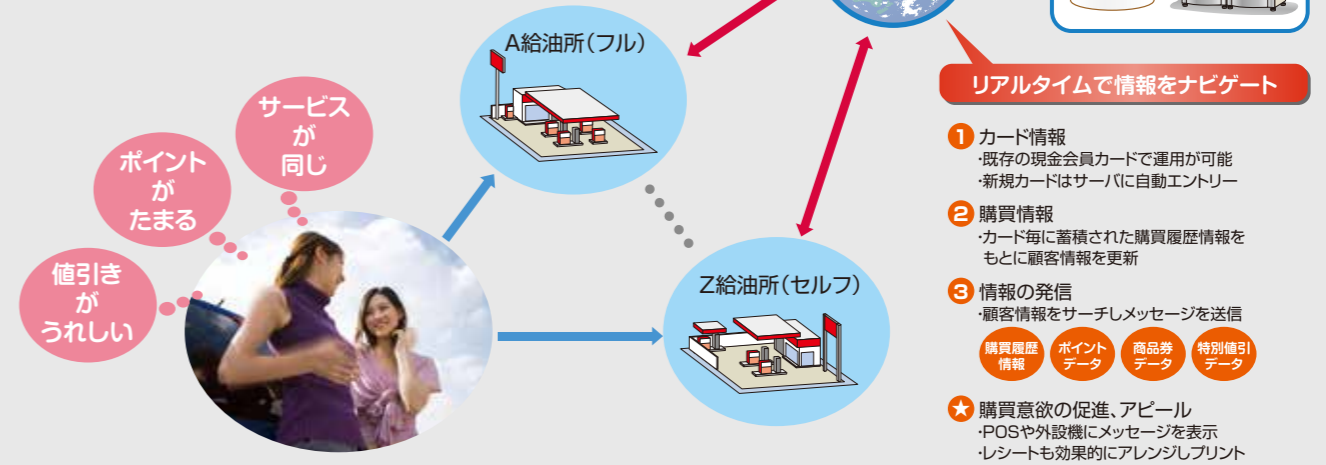 A給油所(フル)
サービス
が
同じ
ポイント
が
たまる
値引き
が
うれしい
Z給油所(セルフ)
リアルタイムで情報をナビゲート
1 カード情報
・既存の現金会員カードで運用が可能
・新規カードはサーバに自動エントリー
2 購買情報
・カード毎に蓄積された購買履歴情報を
もとに顧客情報を更新
3 情報の発信
・顧客情報をサーチしメッセージを送信
購買履歴
情報
ポイント
データ
商品券
データ
特別値引
データ
★ 購買意欲の促進、アピール
・POSや外設機にメッセージを表示
・レシートも効果的にアレンジしプリント